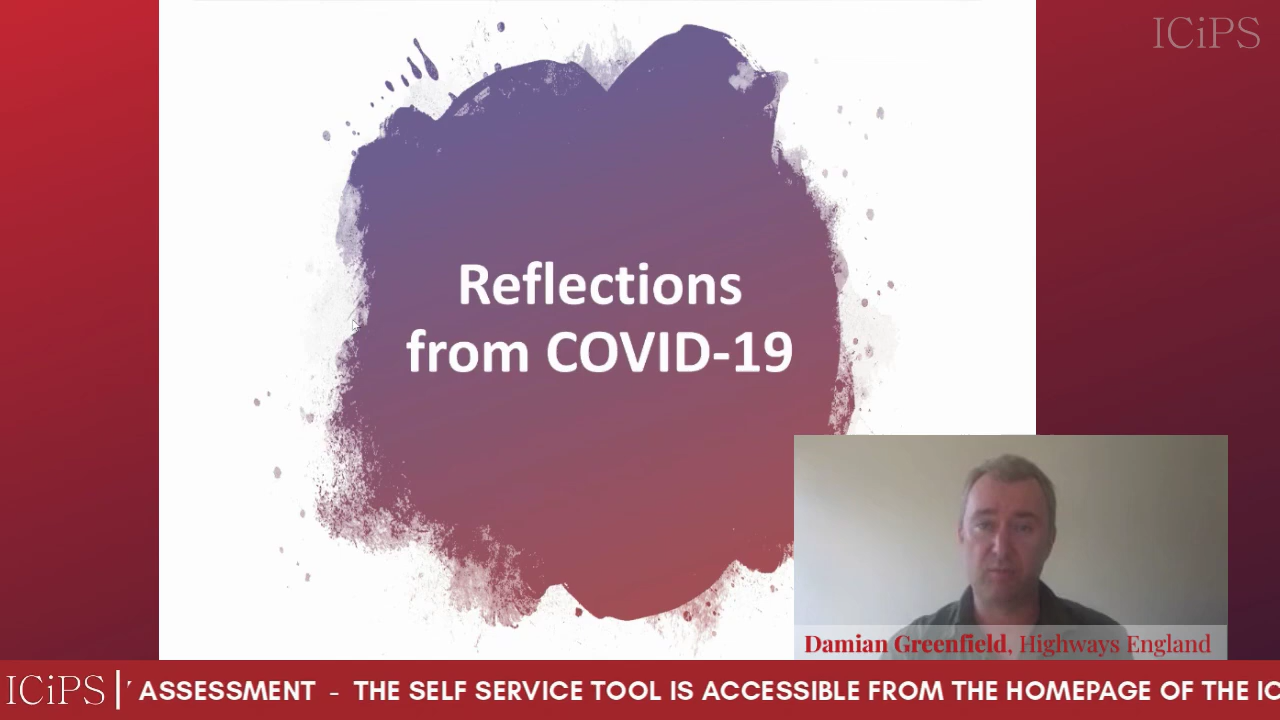 ICiPS
Reflections
from COVID-19
Damian Greenfield, Highways England
ICiPS
ASSESSMENT - THE SELF SERVICE TOOL IS ACCESSIBLE FROM THE HOMEPAGE OF THE IC